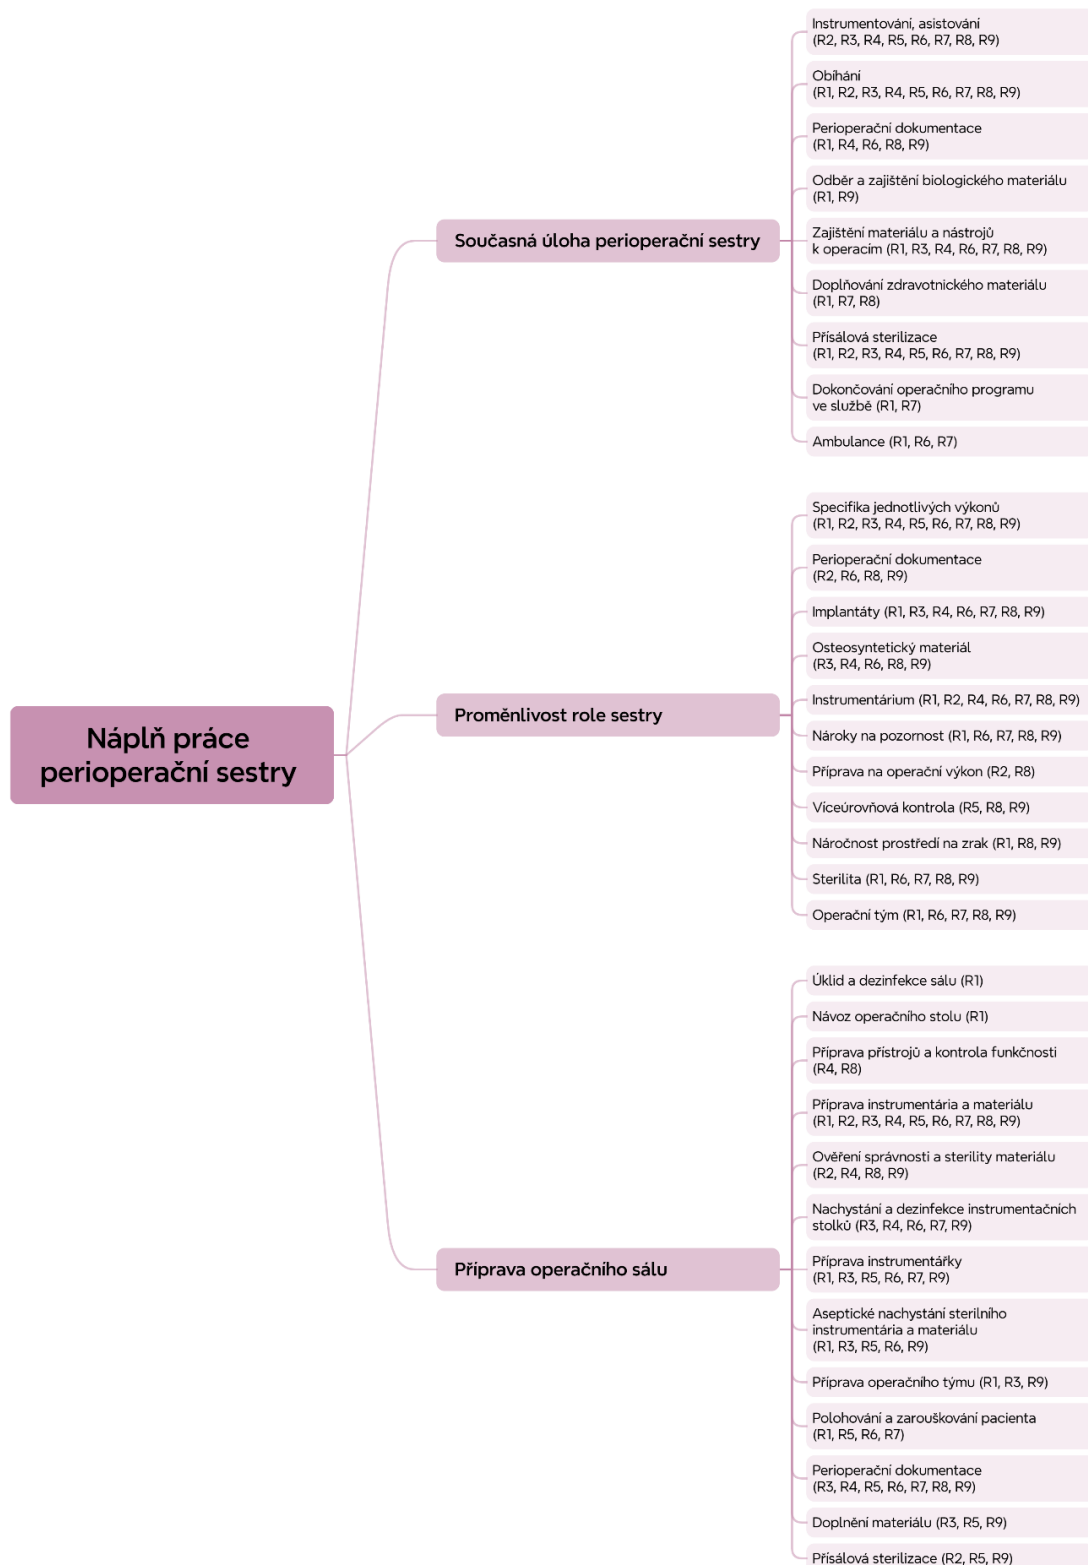 Náplň práce
perioperační sestry
Současná úloha perioperační sestry
Instrumentování, asistování
(R2, R3, R4, R5, R6, R7, R8, R9)
Obíhání
(R1, R2, R3, R4, R5, R6, R7, R8, R9)
Perioperační dokumentace
(R1, R4, R6, R8, R9)
Odběr a zajištění biologického materiálu
(R1, R9)
Zajištění materiálu a nástrojů
k operacím (R1, R3, R4, R6, R7, R8, R9)
Doplňování zdravotnického materiálu
(R1, R7, R8)
Přísálová sterilizace
(R1, R2, R3, R4, R5, R6, R7, R8, R9)
Dokončování operačního programu
ve službě (R1, R7)
Ambulance (R1, R6, R7)
Proměnlivost role sestry
Specifika jednotlivých výkonů
(R1, R2, R3, R4, R5, R6, R7, R8, R9)
Perioperační dokumentace
(R2, R6, R8, R9)
Implantáty (R1, R3, R4, R6, R7, R8, R9)
Osteosyntetický materiál
(R3, R4, R6, R8, R9)
Instrumentárium (R1, R2, R4, R6, R7, R8, R9)
Nároky na pozornost (R1, R6, R7, R8, R9)
Příprava na operační výkon (R2, R8)
Víceúrovňová kontrola (R5, R8, R9)
Náročnost prostředí na zrak (R1, R8, R9)
Sterilita (R1, R6, R7, R8, R9)
Operační tým (R1, R6, R7, R8, R9)
Příprava operačního sálu
Úklid a dezinfekce sálu (R1)
Návoz operačního stolu (R1)
Příprava přístrojů a kontrola funkčnosti
(R4, R8)
Příprava instrumentária a materiálu
(R1, R2, R3, R4, R5, R6, R7, R8, R9)
Ověření správnosti a sterility materiálu
(R2, R4, R8, R9)
Nachystání a dezinfekce instrumentačních
stolků (R3, R4, R6, R7, R9)
Příprava instrumentářky
(R1, R3, R5, R6, R7, R9)
Aseptické nachystání sterilního
instrumentária a materiálu
(R1, R3, R5, R6, R9)
Příprava operačního týmu (R1, R3, R9)
Polohování a zarouškování pacienta
(R1, R5, R6, R7)
Perioperační dokumentace
(R3, R4, R5, R6, R7, R8, R9)
Doplnění materiálu (R3, R5, R9)
Přísálová sterilizace (R2, R5, R9)